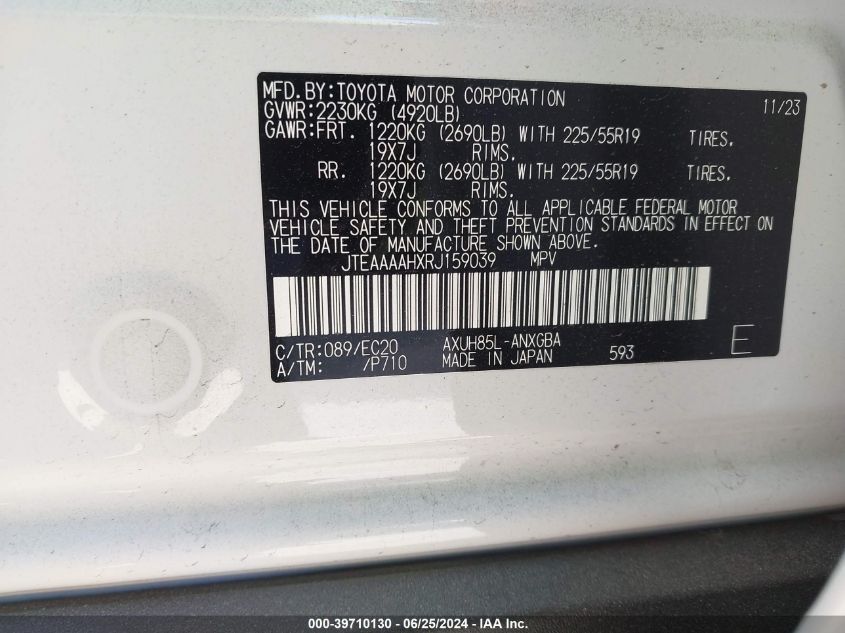 MFD.BY:TOYOTA MOTOR CORPORATION 11/23
GVWR:2230KG (4920LB)
GAWR:FRT. 1220KG (2690LB) WITH 225/55R19 TIRES.
19X7J RIMS.
RR. 1220KG (2690LB) WITH 225/55R19 TIRES.
19X7J RIMS.
THIS VEHICLE CONFORMS TO ALL APPLICABLE FEDERAL MOTOR
VEHICLE SAFETY AND THEFT PREVENTION STANDARDS IN EFFECT ON
THE DATE OF MANUFACTURE SHOWN ABOVE.
JTEAAAAHXRJ159039 MPV
C/TR:089/EC20 AXUH85L-ANXGBA
A/TM: /P710 MADE IN JAPAN 593 E
000-39710130 - 06/25/2024 - IAA Inc.